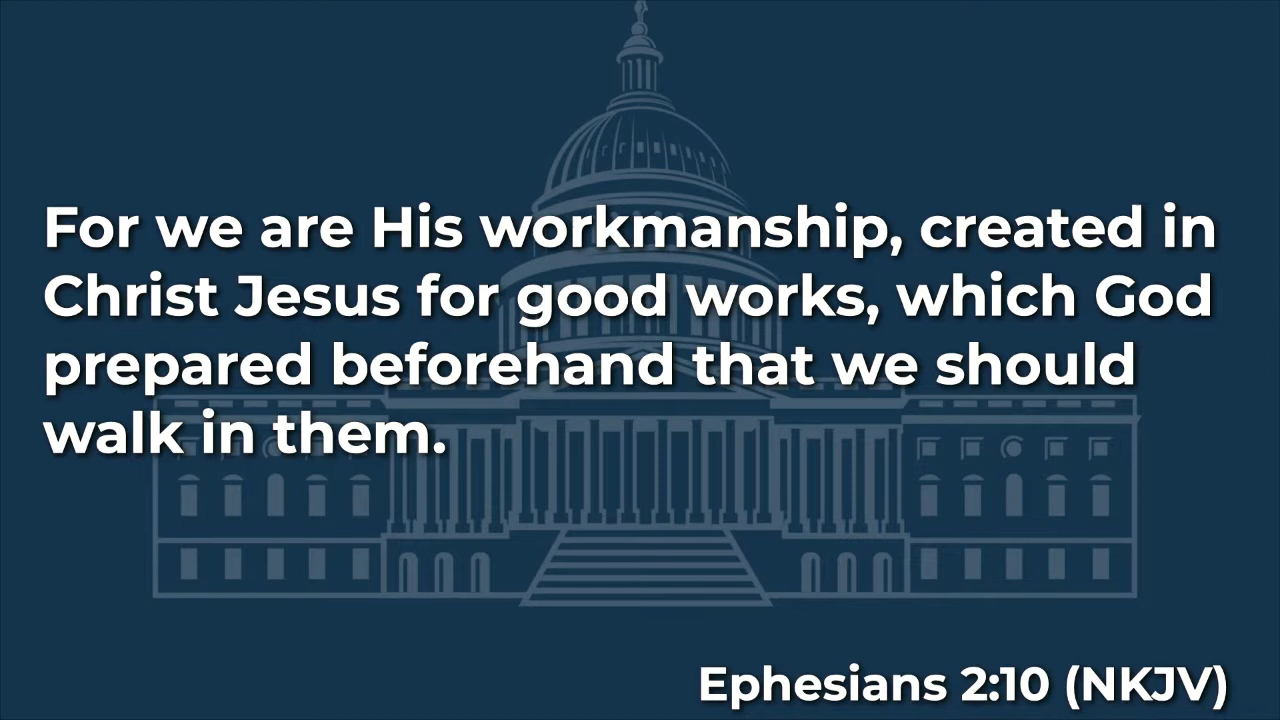 For we are His workmanship, created in
Christ Jesus for good works, which God
prepared beforehand that we should
walk in them.
Ephesians 2:10 (NKJV)